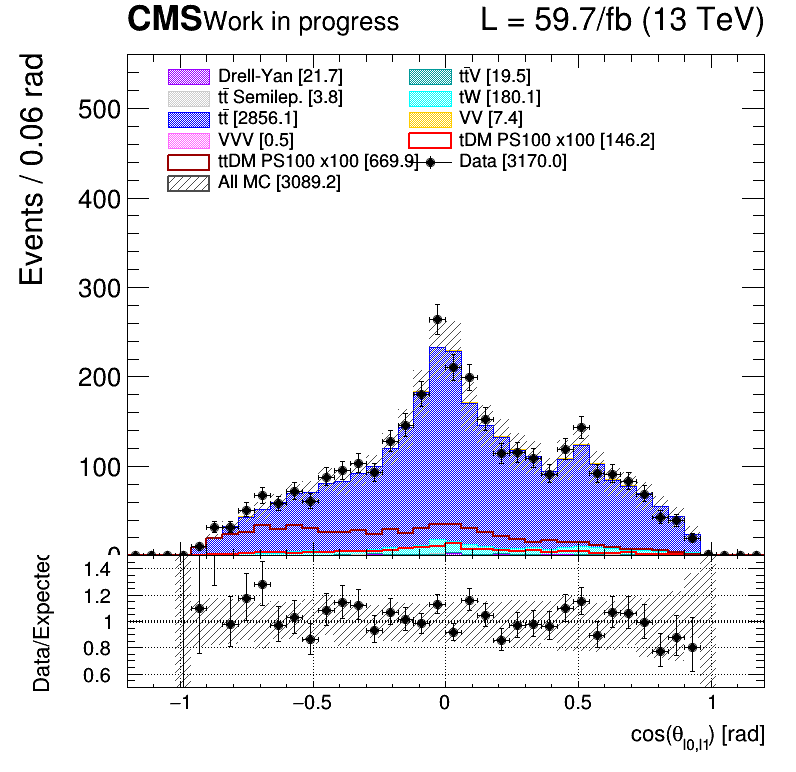 CMS Work in progress L = 59.7/fb (13 TeV)
Events / 0.06 rad
Drell-Yan [21.7] tt̄V [19.5]
tt̄ Semilep. [3.8] tW [180.1]
tt̄ [2856.1] VV [7.4]
VVV [0.5] tDM PS100 x100 [146.2]
ttDM PS100 x100 [669.9] Data [3170.0]
All MC [3089.2]
500
400
300
200
100
0
Data/Expected
1.4
1.2
1
0.8
0.6
−1 −0.5 0 0.5 1
cos(θ_{l0,l1}) [rad]